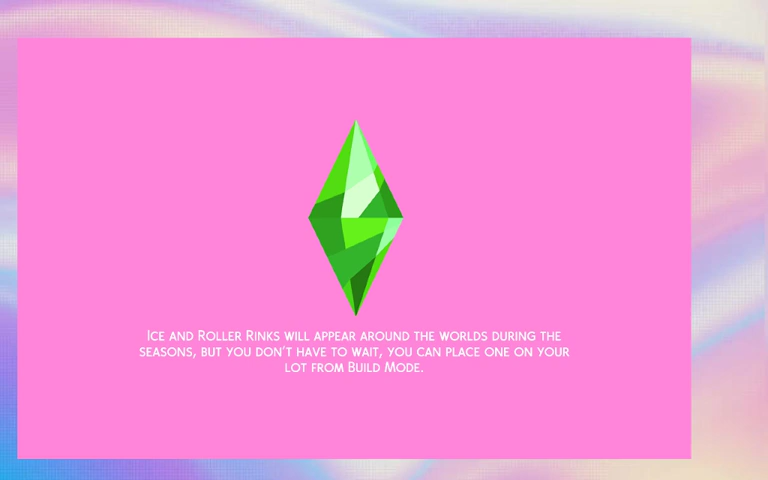 Ice and Roller Rinks will appear around the worlds during the
seasons, but you don't have to wait, you can place one on your
lot from Build Mode.